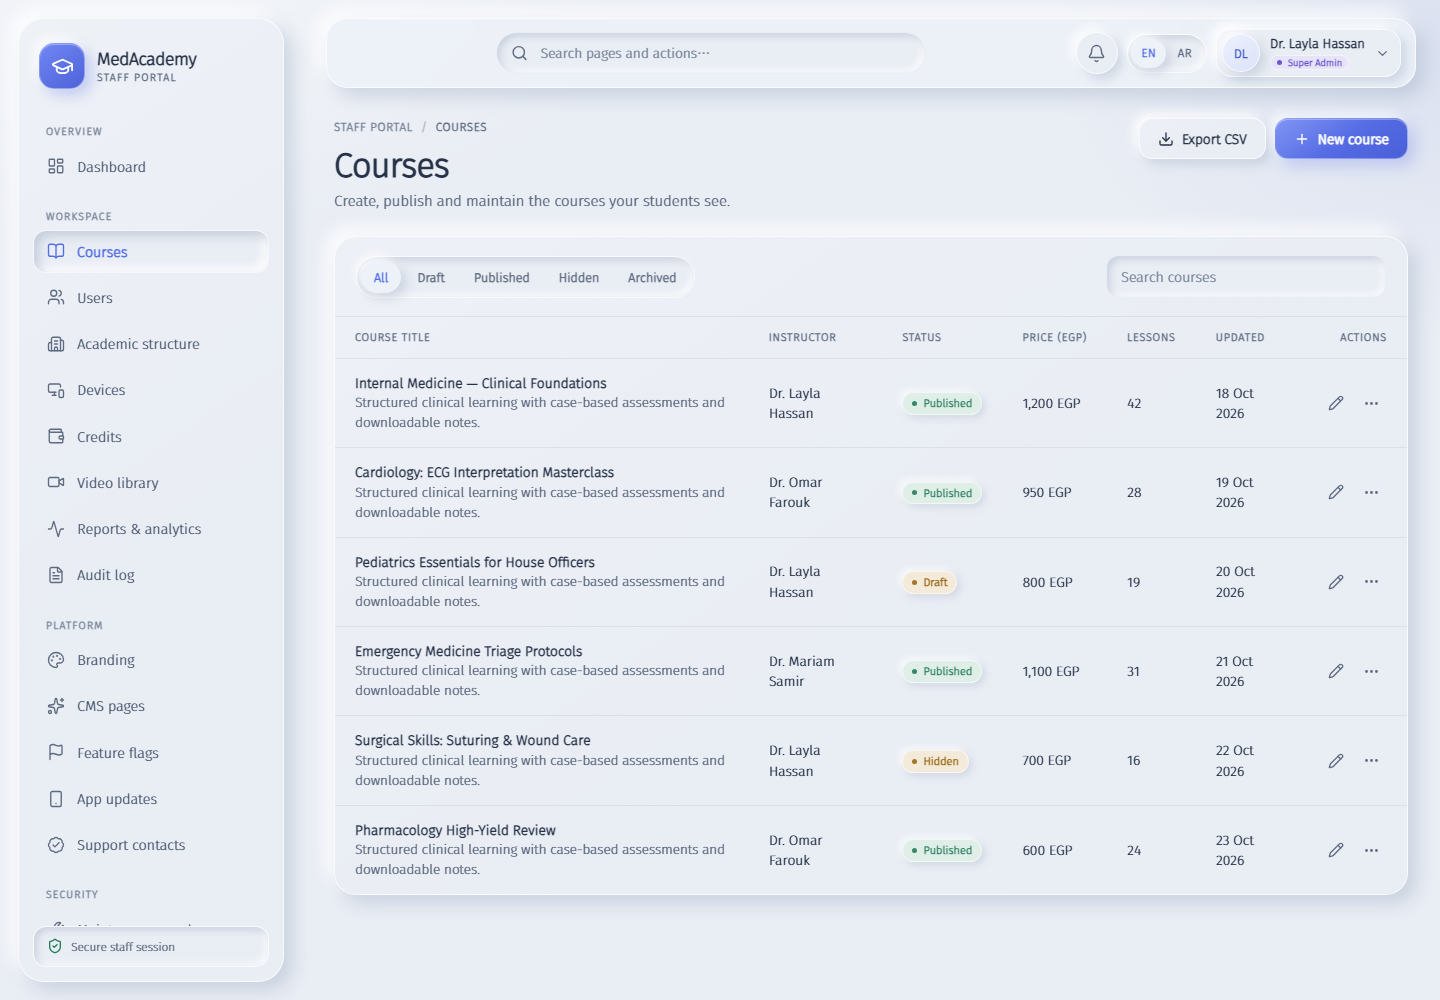 MedAcademy
STAFF PORTAL
OVERVIEW
Dashboard
WORKSPACE
Courses
Users
Academic structure
Devices
Credits
Video library
Reports & analytics
Audit log
PLATFORM
Branding
CMS pages
Feature flags
App updates
Support contacts
SECURITY
Secure staff session
Search pages and actions···
EN AR
DL
Dr. Layla Hassan
Super Admin
STAFF PORTAL / COURSES
Courses
Create, publish and maintain the courses your students see.
Export CSV
New course
All Draft Published Hidden Archived
Search courses
COURSE TITLE INSTRUCTOR STATUS PRICE (EGP) LESSONS UPDATED ACTIONS
Internal Medicine — Clinical Foundations
Structured clinical learning with case-based assessments and
downloadable notes.
Dr. Layla
Hassan
Published
1,200 EGP
42
18 Oct
2026
Cardiology: ECG Interpretation Masterclass
Structured clinical learning with case-based assessments and
downloadable notes.
Dr. Omar
Farouk
Published
950 EGP
28
19 Oct
2026
Pediatrics Essentials for House Officers
Structured clinical learning with case-based assessments and
downloadable notes.
Dr. Layla
Hassan
Draft
800 EGP
19
20 Oct
2026
Emergency Medicine Triage Protocols
Structured clinical learning with case-based assessments and
downloadable notes.
Dr. Mariam
Samir
Published
1,100 EGP
31
21 Oct
2026
Surgical Skills: Suturing & Wound Care
Structured clinical learning with case-based assessments and
downloadable notes.
Dr. Layla
Hassan
Hidden
700 EGP
16
22 Oct
2026
Pharmacology High-Yield Review
Structured clinical learning with case-based assessments and
downloadable notes.
Dr. Omar
Farouk
Published
600 EGP
24
23 Oct
2026